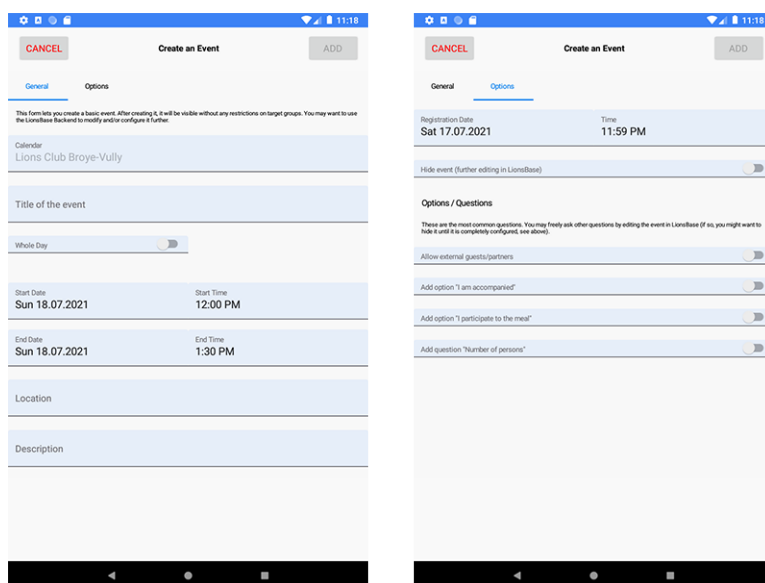 11:18
CANCEL Create an Event ADD
General Options
This form lets you create a basic event. After creating it, it will be visible without any restrictions on target groups. You may want to use
the LionsBase Backend to modify and/or configure it further.
Calendar
Lions Club Broye-Vully
Title of the event
Whole Day
Start Date Start Time
Sun 18.07.2021 12:00 PM
End Date End Time
Sun 18.07.2021 1:30 PM
Location
Description
11:18
CANCEL Create an Event ADD
General Options
Registration Date Time
Sat 17.07.2021 11:59 PM
Hide event (further editing in LionsBase)
Options / Questions
These are the most common questions. You may freely ask other questions by editing the event in LionsBase (if so, you might want to
hide it until it is completely configured, see above).
Allow external guests/partners
Add option "I am accompanied"
Add option "I participate to the meal"
Add question "Number of persons"